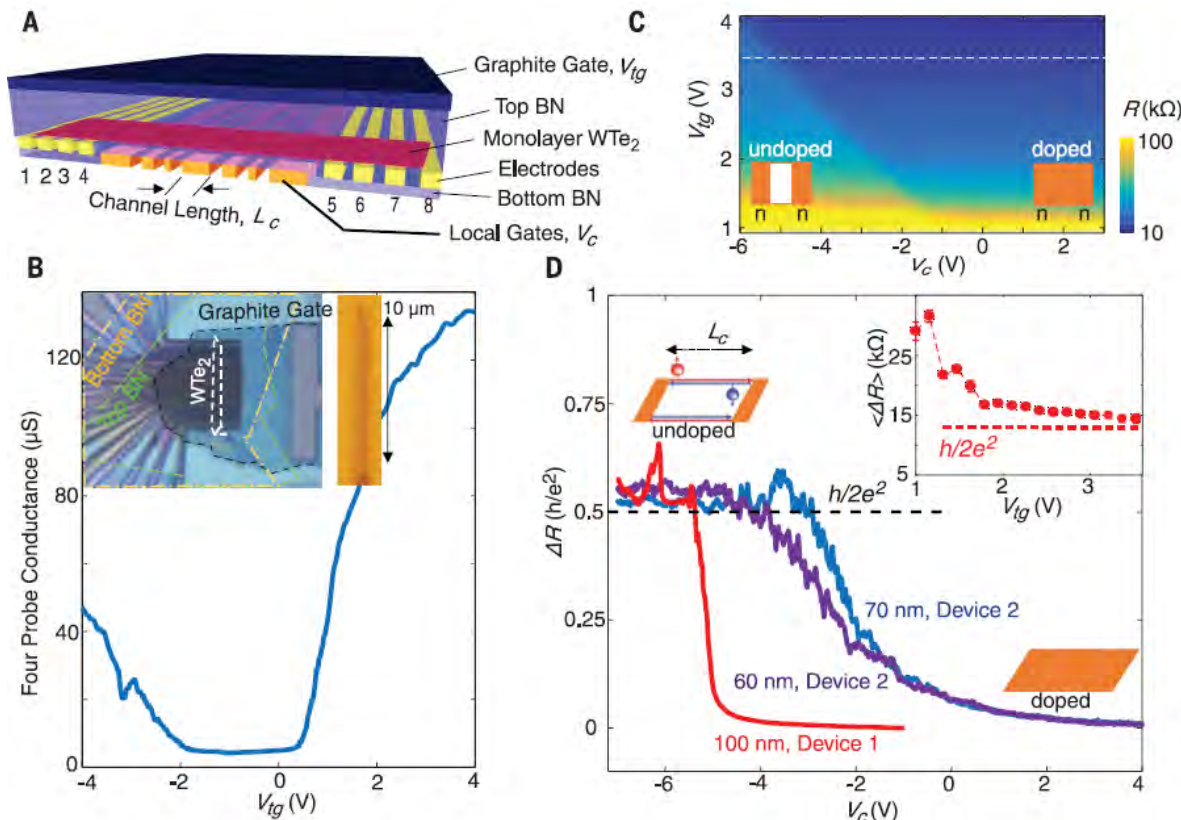 A
Graphite Gate, Vtg
Top BN
Monolayer WTe2
Electrodes
Bottom BN
1 2 3 4
5 6 7 8
Channel Length, Lc
Local Gates, Vc
B
Four Probe Conductance (µS)
120
80
40
0
-4 -2 0 2 4
Vtg (V)
Bottom BN
Top BN
WTe2
Graphite Gate
10 µm
C
Vtg (V)
4
3
2
1
undoped
n n
doped
n n
-6 -4 -2 0 2
Vc (V)
R (kΩ)
100
10
D
ΔR (h/e2)
1
0.75
0.5
0.25
0
Lc
undoped
h/2e2
70 nm, Device 2
60 nm, Device 2
100 nm, Device 1
doped
-6 -4 -2 0 2 4
Vc (V)
<ΔR> (kΩ)
25
15
5
h/2e2
1 2 3
Vtg (V)